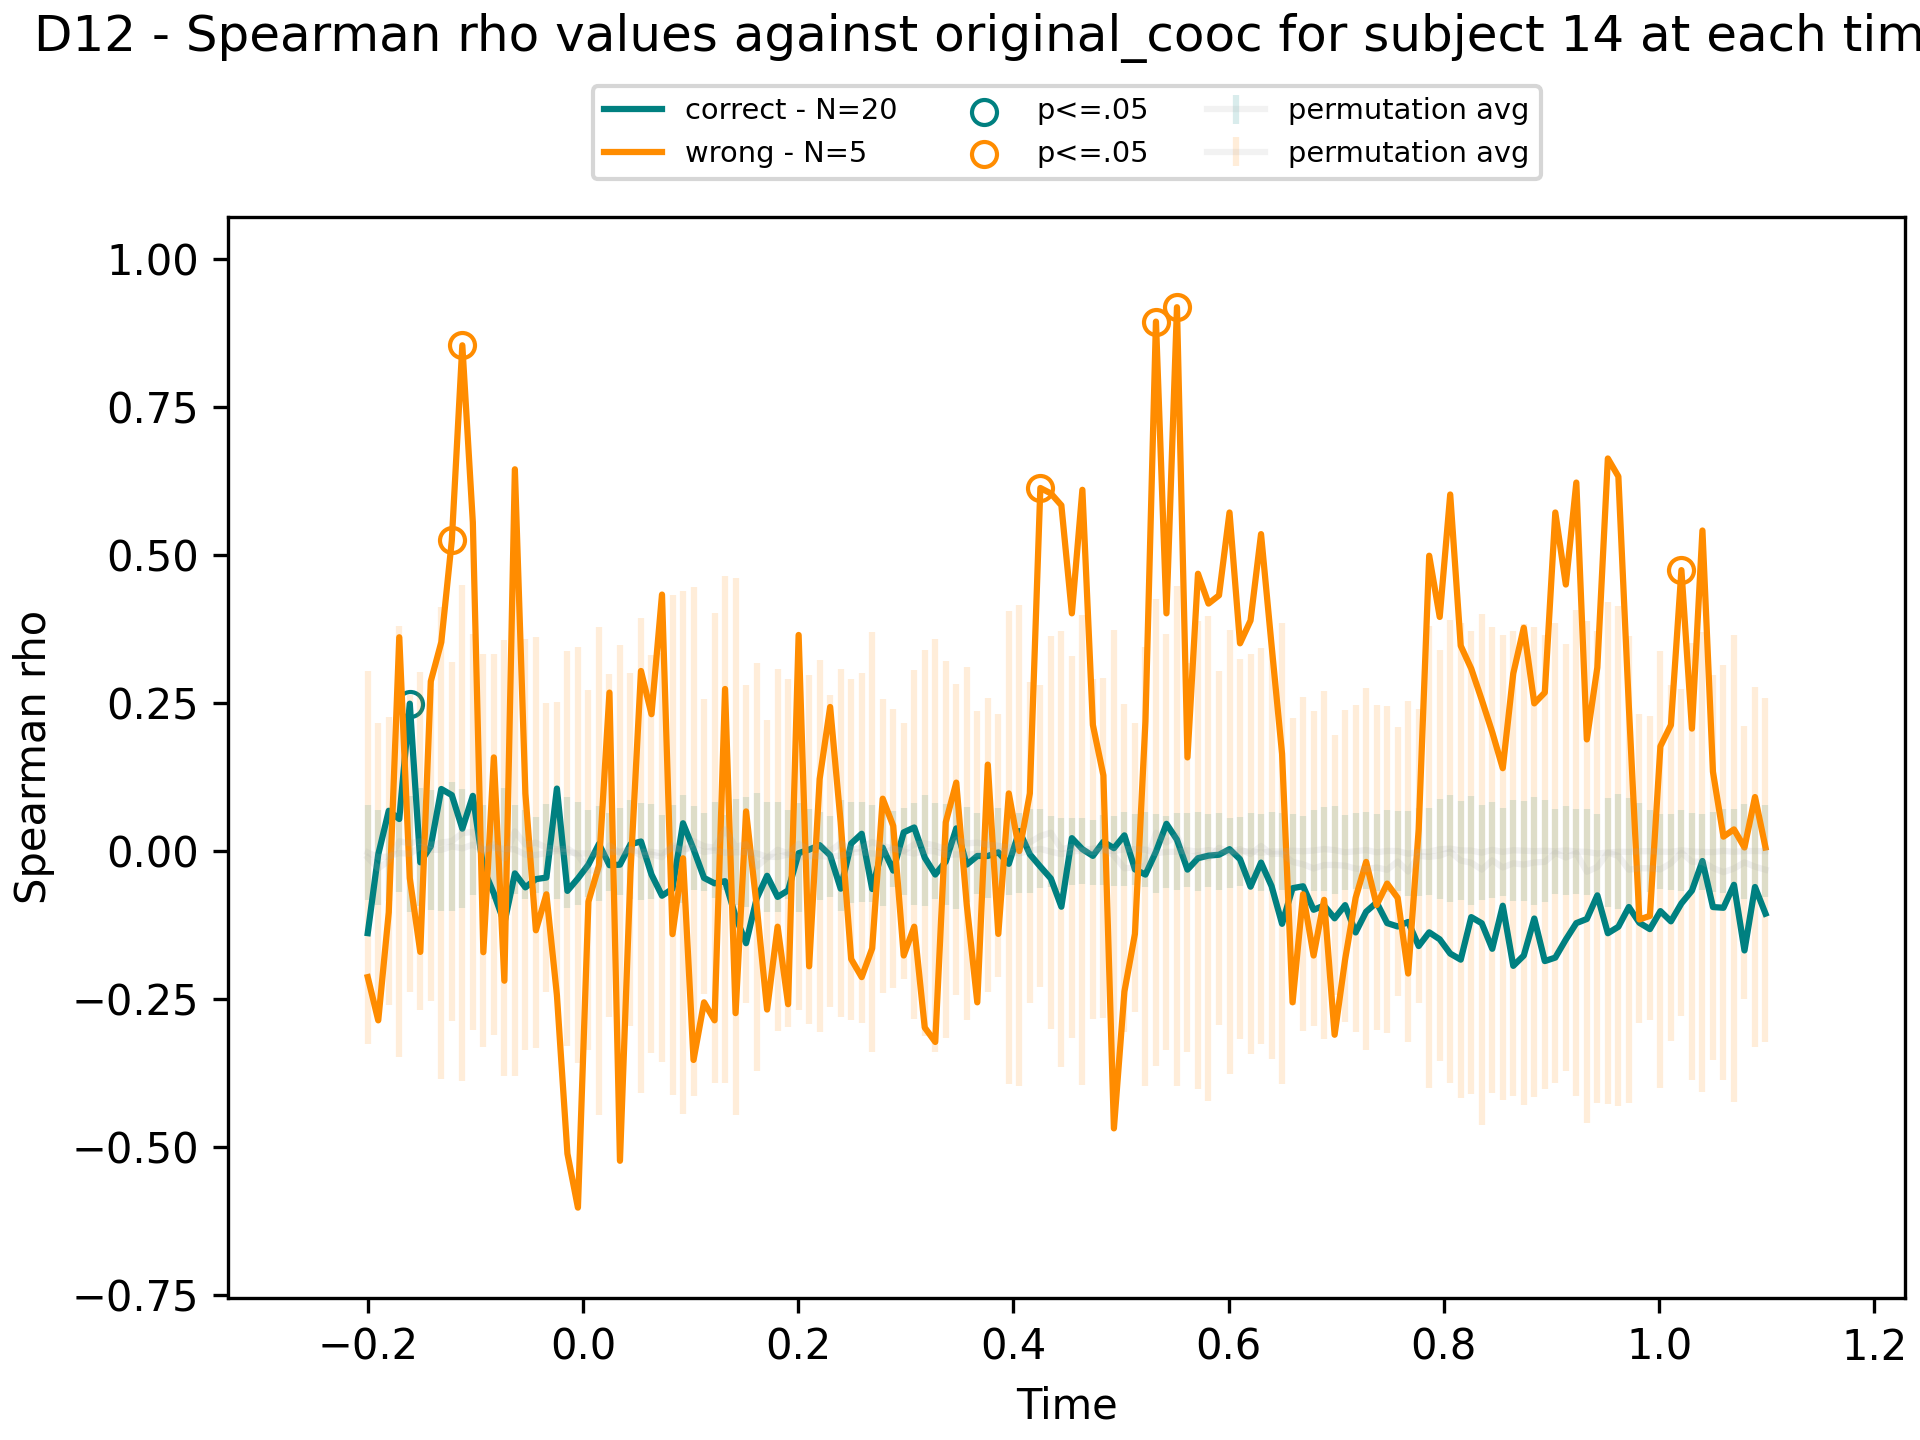 D12 - Spearman rho values against original_cooc for subject 14 at each tim
correct - N=20
wrong - N=5
p<=.05
p<=.05
permutation avg
permutation avg
1.00
0.75
0.50
0.25
0.00
−0.25
−0.50
−0.75
Spearman rho
−0.2 0.0 0.2 0.4 0.6 0.8 1.0 1.2
Time